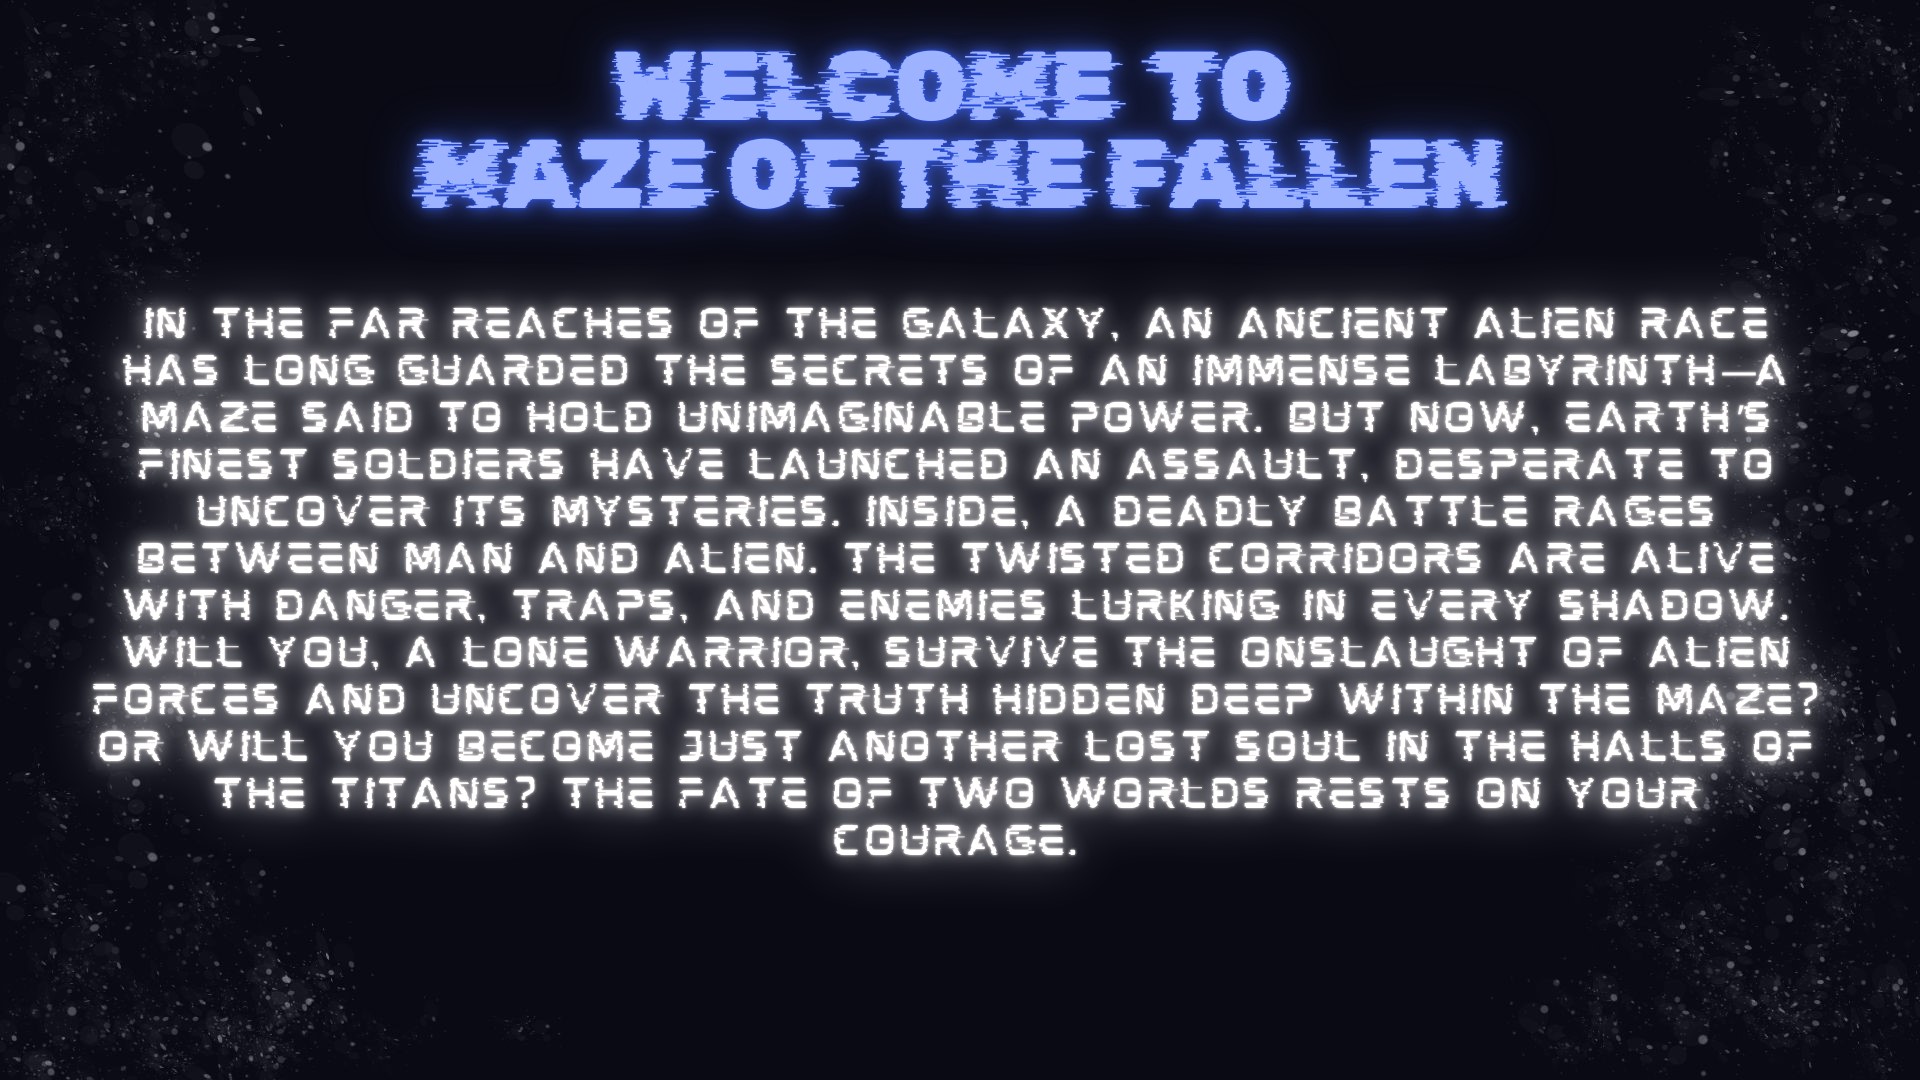 WELCOME TO
MAZE OF THE FALLEN
IN THE FAR REACHES OF THE GALAXY, AN ANCIENT ALIEN RACE
HAS LONG GUARDED THE SECRETS OF AN IMMENSE LABYRINTH—A
MAZE SAID TO HOLD UNIMAGINABLE POWER. BUT NOW, EARTH'S
FINEST SOLDIERS HAVE LAUNCHED AN ASSAULT, DESPERATE TO
UNCOVER ITS MYSTERIES. INSIDE, A DEADLY BATTLE RAGES
BETWEEN MAN AND ALIEN. THE TWISTED CORRIDORS ARE ALIVE
WITH DANGER, TRAPS, AND ENEMIES LURKING IN EVERY SHADOW.
WILL YOU, A LONE WARRIOR, SURVIVE THE ONSLAUGHT OF ALIEN
FORCES AND UNCOVER THE TRUTH HIDDEN DEEP WITHIN THE MAZE?
OR WILL YOU BECOME JUST ANOTHER LOST SOUL IN THE HALLS OF
THE TITANS? THE FATE OF TWO WORLDS RESTS ON YOUR
COURAGE.